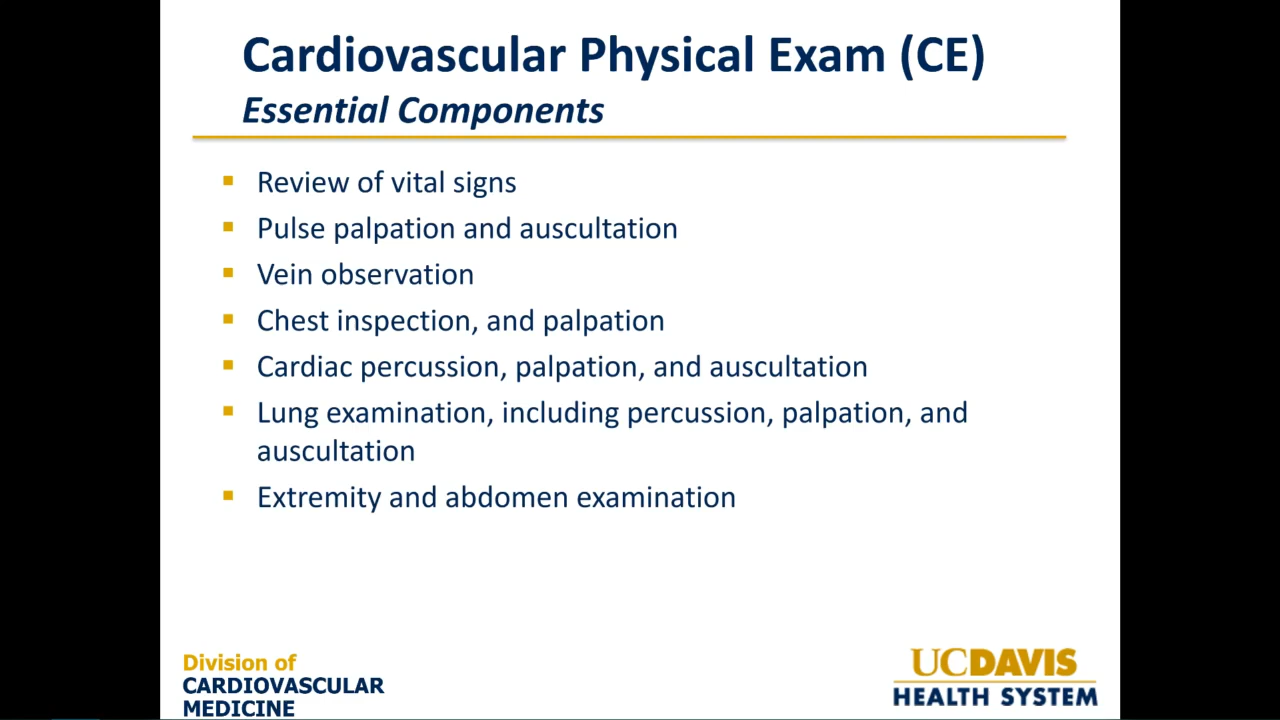 Cardiovascular Physical Exam (CE)
Essential Components
▪ Review of vital signs
▪ Pulse palpation and auscultation
▪ Vein observation
▪ Chest inspection, and palpation
▪ Cardiac percussion, palpation, and auscultation
▪ Lung examination, including percussion, palpation, and
auscultation
▪ Extremity and abdomen examination
Division of
CARDIOVASCULAR
MEDICINE
UCDAVIS
HEALTH SYSTEM